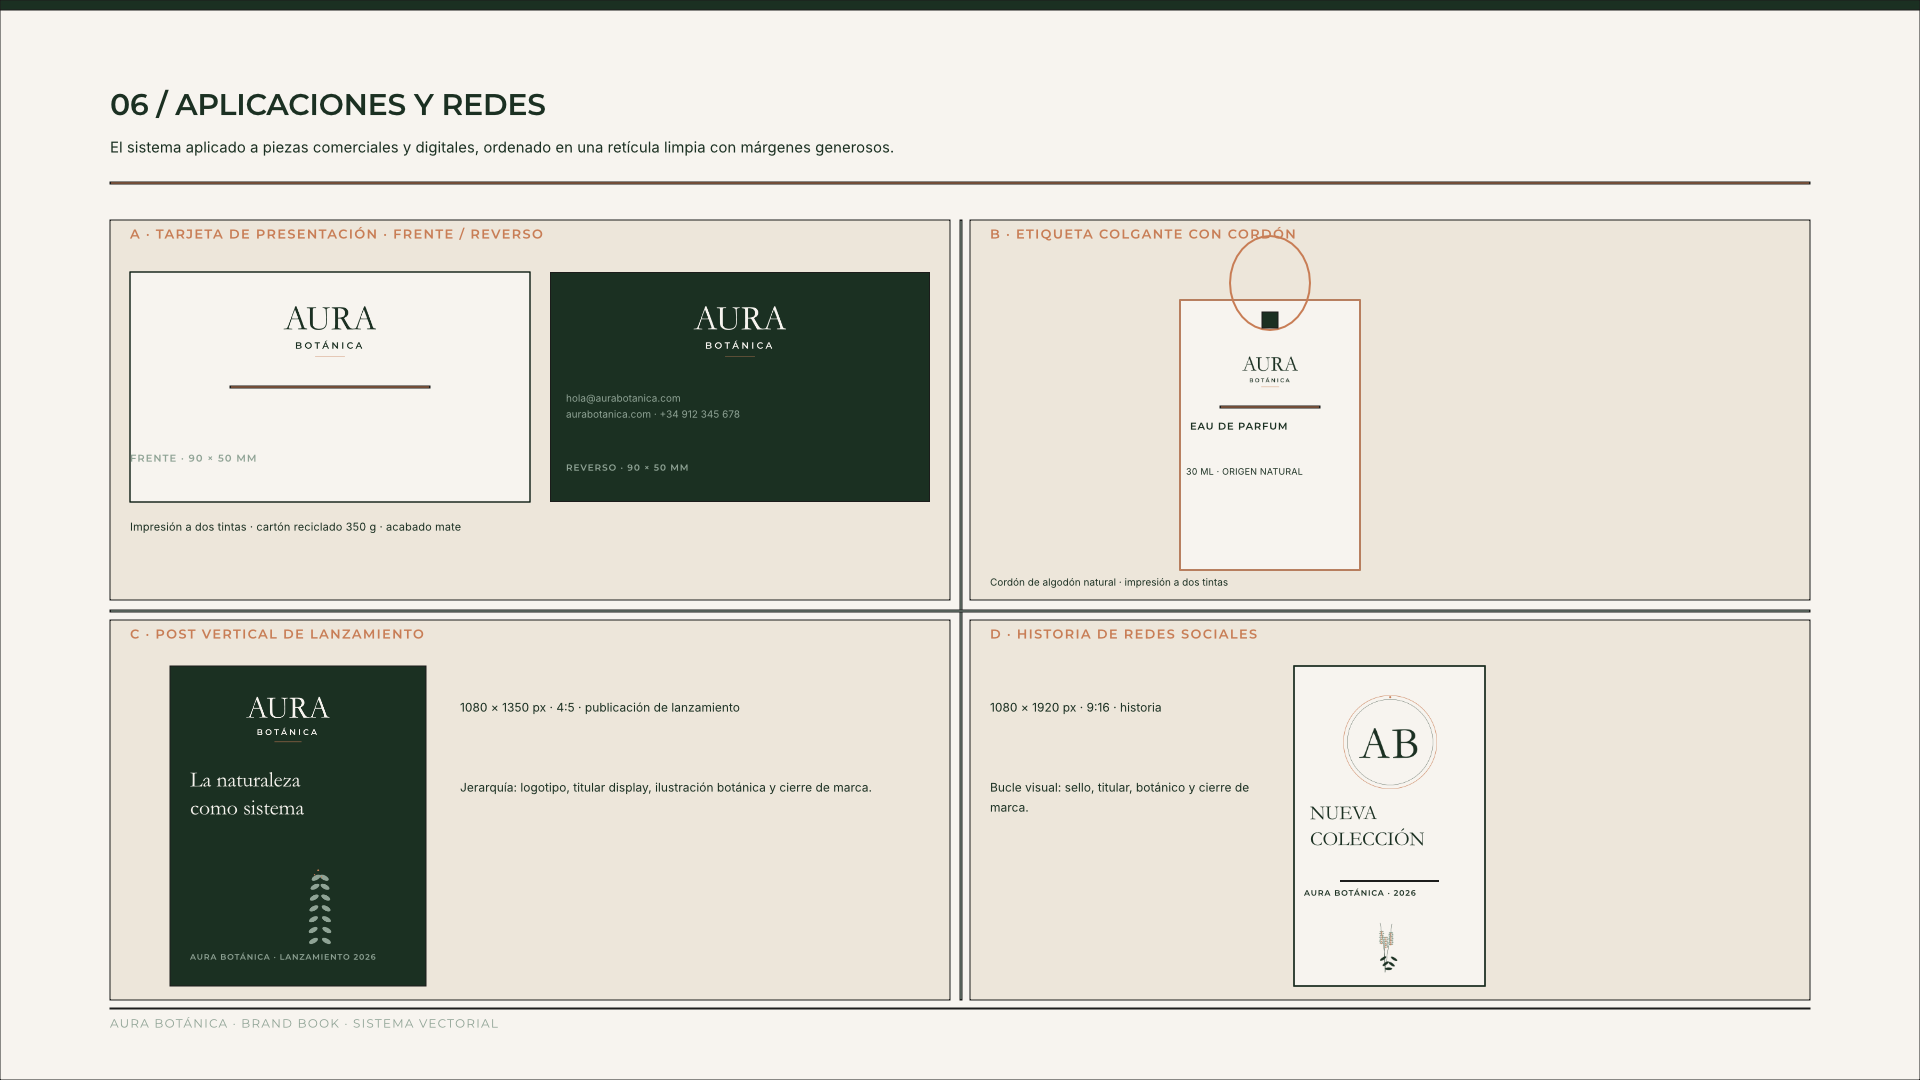 06 / APLICACIONES Y REDES
El sistema aplicado a piezas comerciales y digitales, ordenado en una retícula limpia con márgenes generosos.
A · TARJETA DE PRESENTACIÓN · FRENTE / REVERSO
AURA
BOTÁNICA
FRENTE · 90 × 50 MM
AURA
BOTÁNICA
hola@aurabotanica.com
aurabotanica.com · +34 912 345 678
REVERSO · 90 × 50 MM
Impresión a dos tintas · cartón reciclado 350 g · acabado mate
B · ETIQUETA COLGANTE CON CORDÓN
AURA
BOTÁNICA
EAU DE PARFUM
30 ML · ORIGEN NATURAL
Cordón de algodón natural · impresión a dos tintas
C · POST VERTICAL DE LANZAMIENTO
AURA
BOTÁNICA
La naturaleza
como sistema
AURA BOTÁNICA · LANZAMIENTO 2026
1080 × 1350 px · 4:5 · publicación de lanzamiento
Jerarquía: logotipo, titular display, ilustración botánica y cierre de marca.
D · HISTORIA DE REDES SOCIALES
1080 × 1920 px · 9:16 · historia
Bucle visual: sello, titular, botánico y cierre de
marca.
AB
NUEVA
COLECCIÓN
AURA BOTÁNICA · 2026
AURA BOTÁNICA · BRAND BOOK · SISTEMA VECTORIAL